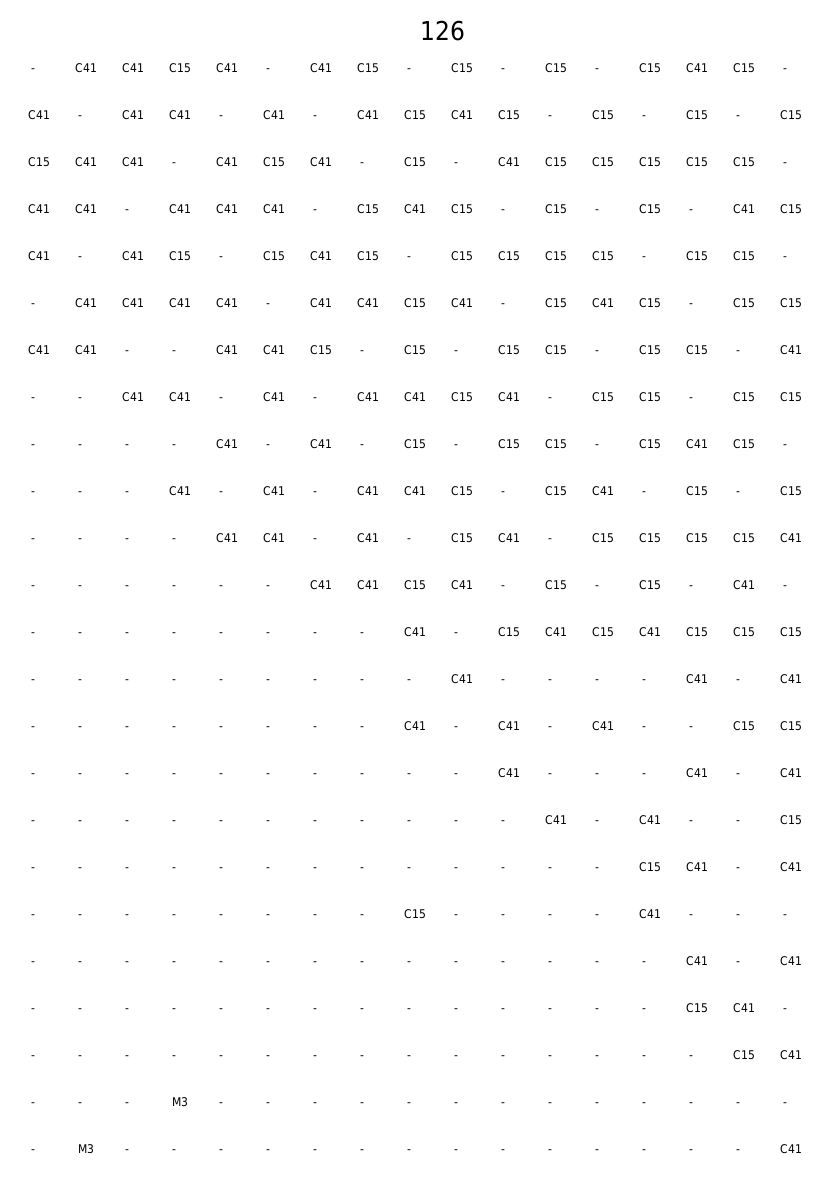 126
- C41 C41 C15 C41 - C41 C15 - C15 - C15 - C15 C41 C15 -
C41 - C41 C41 - C41 - C41 C15 C41 C15 - C15 - C15 - C15
C15 C41 C41 - C41 C15 C41 - C15 - C41 C15 C15 C15 C15 C15 -
C41 C41 - C41 C41 C41 - C15 C41 C15 - C15 - C15 - C41 C15
C41 - C41 C15 - C15 C41 C15 - C15 C15 C15 C15 - C15 C15 -
- C41 C41 C41 C41 - C41 C41 C15 C41 - C15 C41 C15 - C15 C15
C41 C41 - - C41 C41 C15 - C15 - C15 C15 - C15 C15 - C41
- - C41 C41 - C41 - C41 C41 C15 C41 - C15 C15 - C15 C15
- - - - C41 - C41 - C15 - C15 C15 - C15 C41 C15 -
- - - C41 - C41 - C41 C41 C15 - C15 C41 - C15 - C15
- - - - C41 C41 - C41 - C15 C41 - C15 C15 C15 C15 C41
- - - - - - C41 C41 C15 C41 - C15 - C15 - C41 -
- - - - - - - - C41 - C15 C41 C15 C41 C15 C15 C15
- - - - - - - - - C41 - - - - C41 - C41
- - - - - - - - C41 - C41 - C41 - - C15 C15
- - - - - - - - - - C41 - - - C41 - C41
- - - - - - - - - - - C41 - C41 - - C15
- - - - - - - - - - - - - C15 C41 - C41
- - - - - - - - C15 - - - - C41 - - -
- - - - - - - - - - - - - - C41 - C41
- - - - - - - - - - - - - - C15 C41 -
- - - - - - - - - - - - - - - C15 C41
- - - M3 - - - - - - - - - - - - -
- M3 - - - - - - - - - - - - - - C41